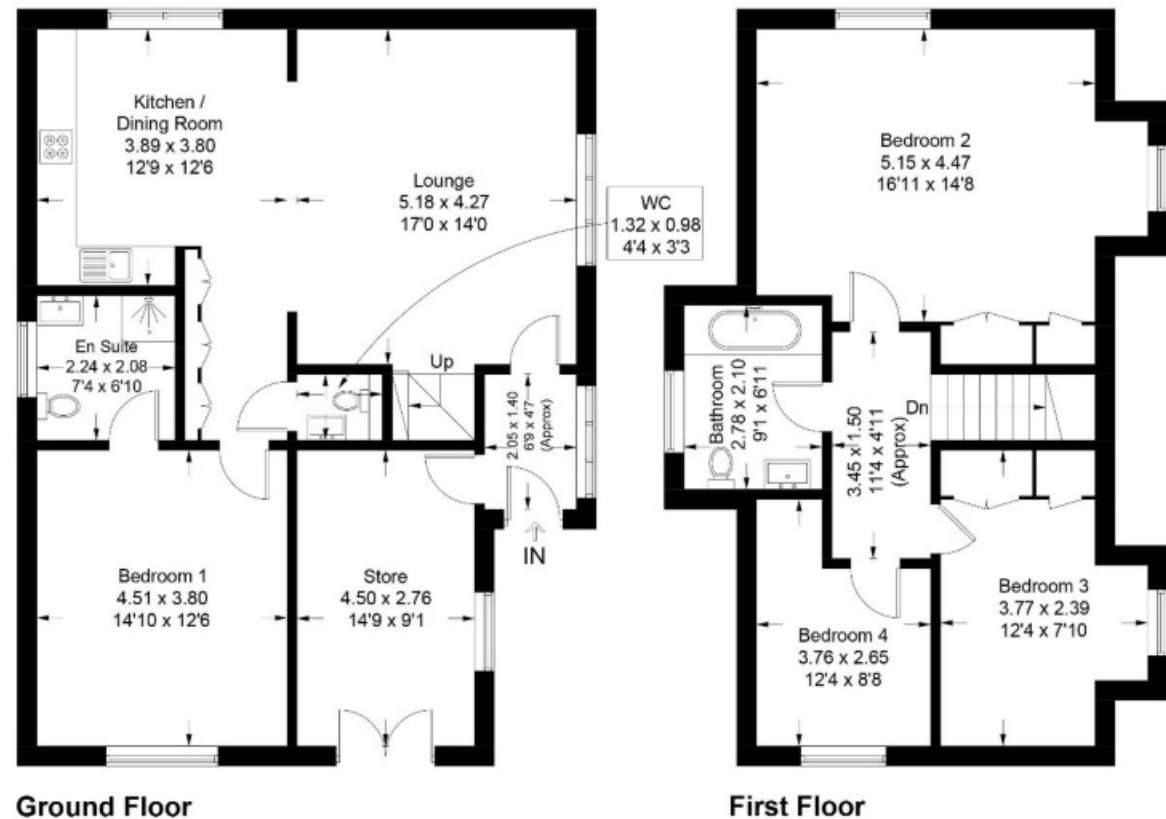 Kitchen /
Dining Room
3.89 x 3.80
12'9 x 12'6
Lounge
5.18 x 4.27
17'0 x 14'0
WC
1.32 x 0.98
4'4 x 3'3
En Suite
2.24 x 2.08
7'4 x 6'10
Up
2.05 x 1.40
6'9 x 4'7
(Approx)
IN
Bedroom 1
4.51 x 3.80
14'10 x 12'6
Store
4.50 x 2.76
14'9 x 9'1
Ground Floor
Bedroom 2
5.15 x 4.47
16'11 x 14'8
Bathroom
2.78 x 2.10
9'1 x 6'11
Dn
3.45 x 1.50
11'4 x 4'11
(Approx)
Bedroom 3
3.77 x 2.39
12'4 x 7'10
Bedroom 4
3.76 x 2.65
12'4 x 8'8
First Floor